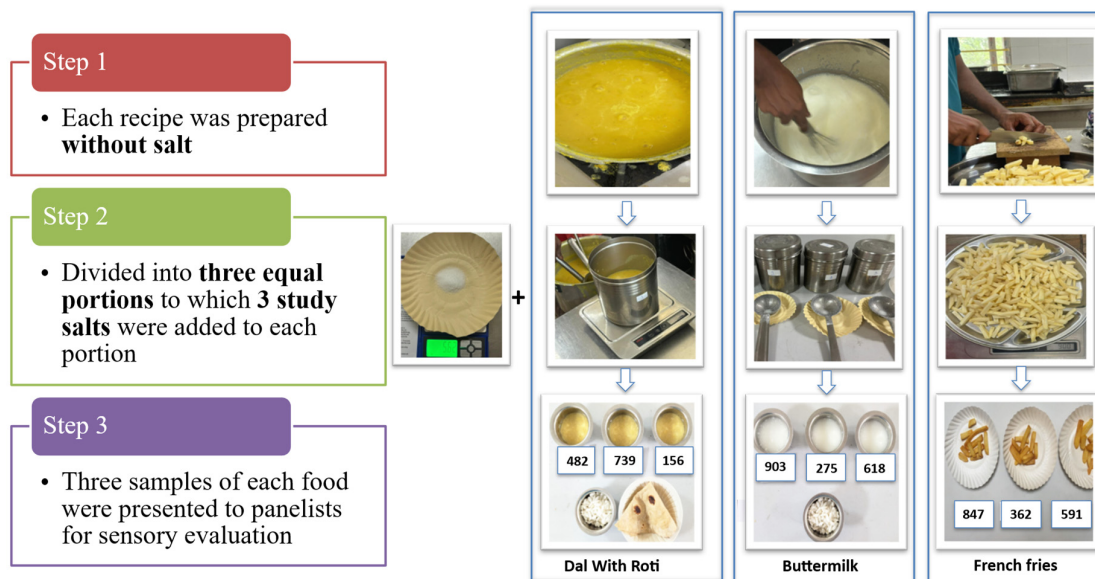 Step 1
• Each recipe was prepared
without salt
Step 2
• Divided into three equal
portions to which 3 study
salts were added to each
portion
Step 3
• Three samples of each food
were presented to panelists
for sensory evaluation
+
482 739 156
Dal With Roti
903 275 618
Buttermilk
847 362 591
French fries